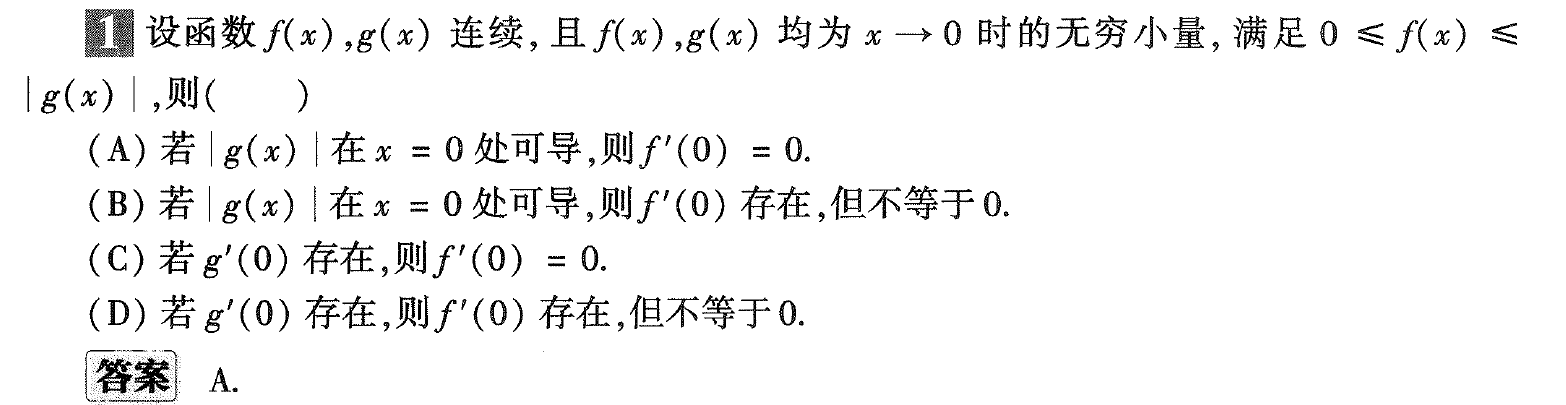 1 设函数 f(x),g(x) 连续,且 f(x),g(x) 均为 x → 0 时的无穷小量,满足 0 ≤ f(x) ≤
|g(x)|,则(　　)
(A) 若|g(x)|在 x = 0 处可导,则 f′(0) = 0.
(B) 若|g(x)|在 x = 0 处可导,则 f′(0) 存在,但不等于 0.
(C) 若 g′(0) 存在,则 f′(0) = 0.
(D) 若 g′(0) 存在,则 f′(0) 存在,但不等于 0.
答案 A.